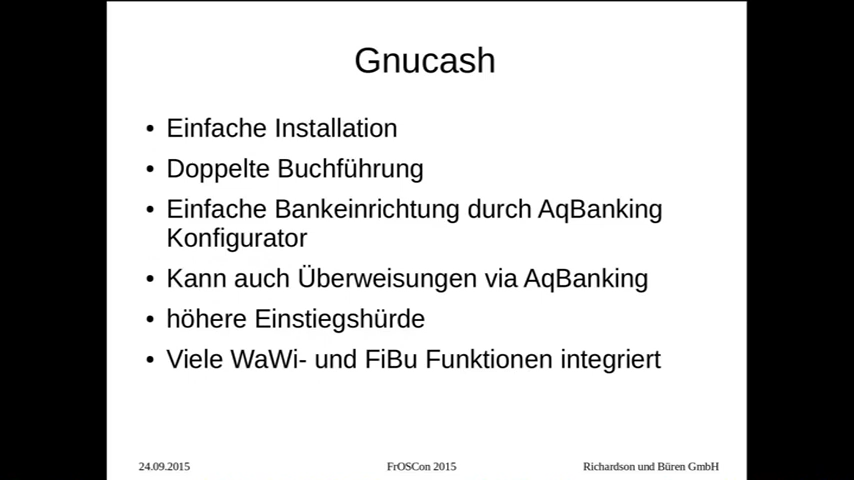 Gnucash
• Einfache Installation
• Doppelte Buchführung
• Einfache Bankeinrichtung durch AqBanking
Konfigurator
• Kann auch Überweisungen via AqBanking
• höhere Einstiegshürde
• Viele WaWi- und FiBu Funktionen integriert
24.09.2015 FrOSCon 2015 Richardson und Büren GmbH